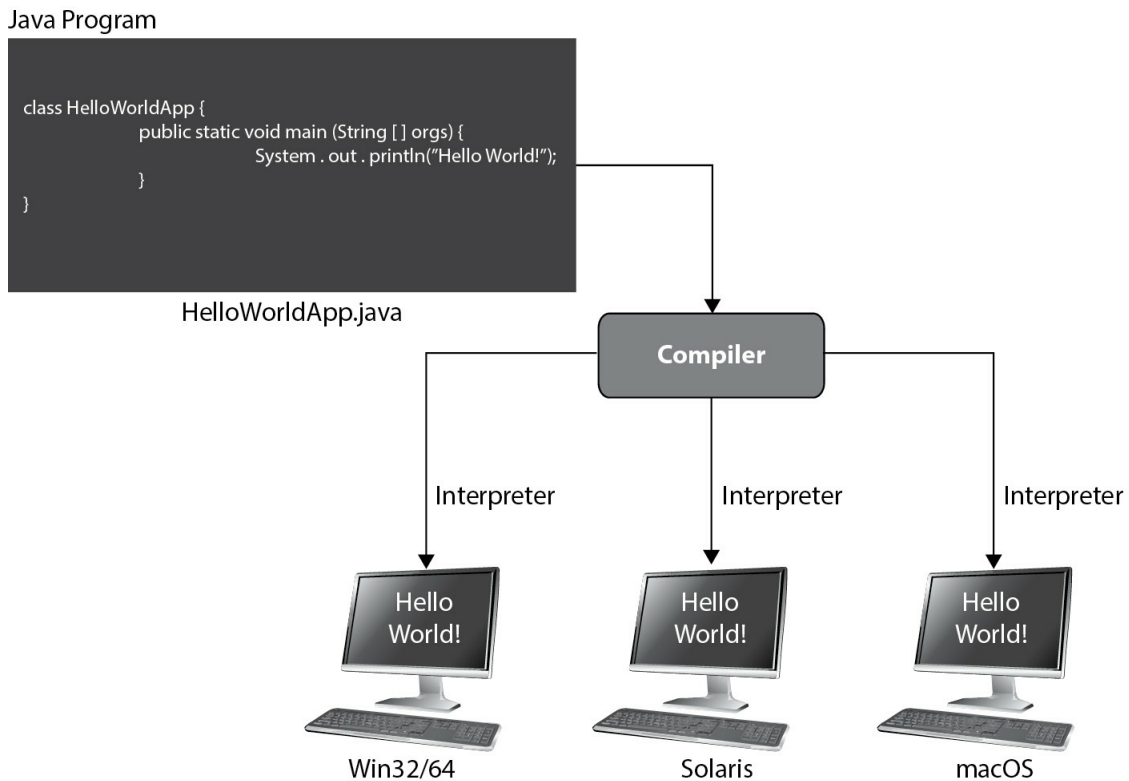 Java Program
class HelloWorldApp {
public static void main (String [ ] orgs) {
System . out . println("Hello World!");
}
}
HelloWorldApp.java
Compiler
Interpreter
Interpreter
Interpreter
Hello
World!
Hello
World!
Hello
World!
Win32/64
Solaris
macOS